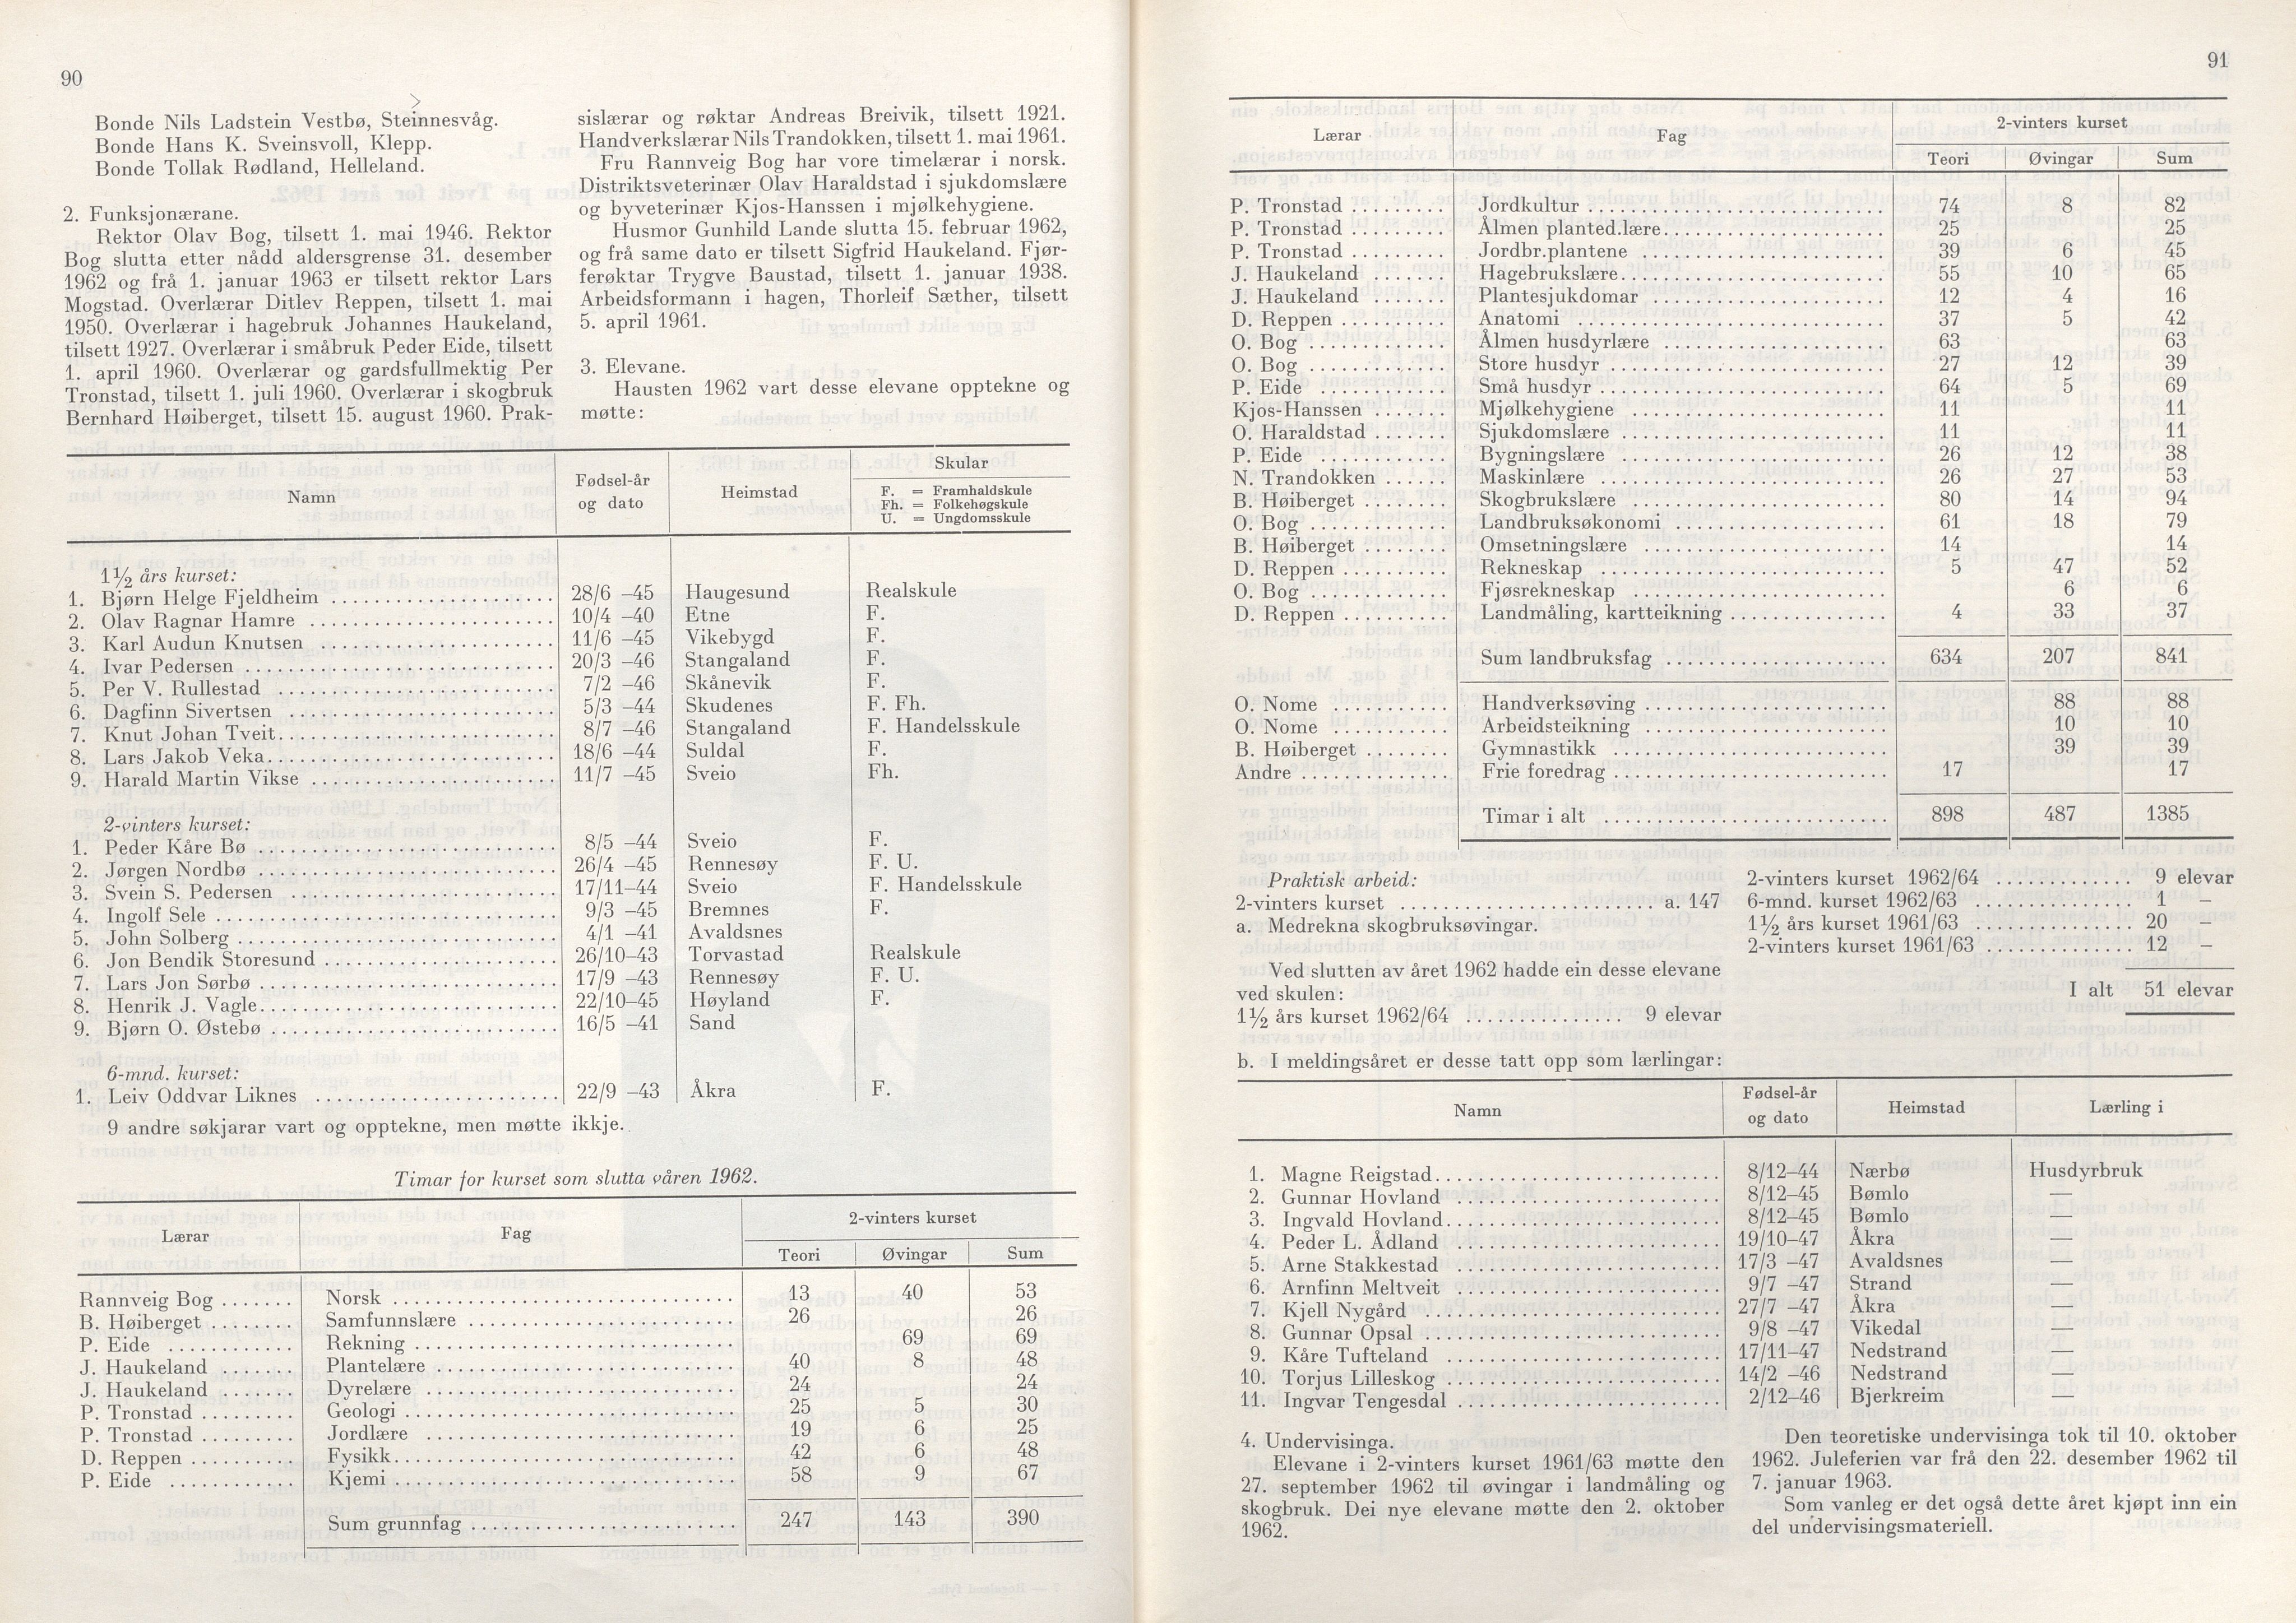 90
Bonde Nils Ladstein Vestbø, Steinnesvåg.
Bonde Hans K. Sveinsvoll, Klepp.
Bonde Tollak Rødland, Helleland.
2. Funksjonærane.
Rektor Olav Bog, tilsett 1. mai 1946. Rektor
Bog slutta etter nådd aldersgrense 31. desember
1962 og frå 1. januar 1963 er tilsett rektor Lars
Mogstad. Overlærar Ditlev Reppen, tilsett 1. mai
1950. Overlærar i hagebruk Johannes Haukeland,
tilsett 1927. Overlærar i småbruk Peder Eide, tilsett
1. april 1960. Overlærar og gardsfullmektig Per
Tronstad, tilsett 1. juli 1960. Overlærar i skogbruk
Bernhard Høiberget, tilsett 15. august 1960. Prak-
sislærar og røktar Andreas Breivik, tilsett 1921.
Handverkslærar Nils Trandokken, tilsett 1. mai 1961.
Fru Rannveig Bog har vore timelærar i norsk.
Distriktsveterinær Olav Haraldstad i sjukdomslære
og byveterinær Kjos-Hanssen i mjølkehygiene.
Husmor Gunhild Lande slutta 15. februar 1962,
og frå same dato er tilsett Sigfrid Haukeland. Fjør-
ferøktar Trygve Baustad, tilsett 1. januar 1938.
Arbeidsformann i hagen, Thorleif Sæther, tilsett
5. april 1961.
3. Elevane.
Hausten 1962 vart desse elevane opptekne og
møtte:
Namn Fødsel-år og dato Heimstad Skular
F. = Framhaldskule
Fh. = Folkehøgskule
U. = Ungdomsskule
1½ års kurset:
1. Bjørn Helge Fjeldheim 28/6 –45 Haugesund Realskule
2. Olav Ragnar Hamre 10/4 –40 Etne F.
3. Karl Audun Knutsen 11/6 –45 Vikebygd F.
4. Ivar Pedersen 20/3 –46 Stangaland F.
5. Per V. Rullestad 7/2 –46 Skånevik F.
6. Dagfinn Sivertsen 5/3 –44 Skudenes F. Fh.
7. Knut Johan Tveit 8/7 –46 Stangaland F. Handelsskule
8. Lars Jakob Veka 18/6 –44 Suldal F.
9. Harald Martin Vikse 11/7 –45 Sveio Fh.
2-vinters kurset:
1. Peder Kåre Bø 8/5 –44 Sveio F.
2. Jørgen Nordbø 26/4 –45 Rennesøy F. U.
3. Svein S. Pedersen 17/11–44 Sveio F. Handelsskule
4. Ingolf Sele 9/3 –45 Bremnes F.
5. John Solberg 4/1 –41 Avaldsnes
6. Jon Bendik Storesund 26/10–43 Torvastad Realskule
7. Lars Jon Sørbø 17/9 –43 Rennesøy F. U.
8. Henrik J. Vagle 22/10–45 Høyland F.
9. Bjørn O. Østebø 16/5 –41 Sand
6-mnd. kurset:
1. Leiv Oddvar Liknes 22/9 –43 Åkra F.
9 andre søkjarar vart og opptekne, men møtte ikkje.
Timar for kurset som slutta våren 1962.
Lærar Fag 2-vinters kurset
Teori Øvingar Sum
Rannveig Bog Norsk 13 40 53
B. Høiberget Samfunnslære 26 26
P. Eide Rekning 69 69
J. Haukeland Plantelære 40 8 48
J. Haukeland Dyrelære 24 24
P. Tronstad Geologi 25 5 30
P. Tronstad Jordlære 19 6 25
D. Reppen Fysikk 42 6 48
P. Eide Kjemi 58 9 67
Sum grunnfag 247 143 390
91
Lærar Fag 2-vinters kurset
Teori Øvingar Sum
P. Tronstad Jordkultur 74 8 82
P. Tronstad Ålmen planted.lære 25 25
P. Tronstad Jordbr.plantene 39 6 45
J. Haukeland Hagebrukslære 55 10 65
J. Haukeland Plantesjukdomar 12 4 16
D. Reppen Anatomi 37 5 42
O. Bog Ålmen husdyrlære 63 63
O. Bog Store husdyr 27 12 39
P. Eide Små husdyr 64 5 69
Kjos-Hanssen Mjølkehygiene 11 11
O. Haraldstad Sjukdomslære 11 11
P. Eide Bygningslære 26 12 38
N. Trandokken Maskinlære 26 27 53
B. Høiberget Skogbrukslære 80 14 94
O. Bog Landbruksøkonomi 61 18 79
B. Høiberget Omsetningslære 14 14
D. Reppen Rekneskap 5 47 52
O. Bog Fjøsrekneskap 6 6
D. Reppen Landmåling, kartteikning 4 33 37
Sum landbruksfag 634 207 841
O. Nome Handverksøving 88 88
O. Nome Arbeidsteikning 10 10
B. Høiberget Gymnastikk 39 39
Andre Frie foredrag 17 17
Timar i alt 898 487 1385
Praktisk arbeid:
2-vinters kurset a. 147
a. Medrekna skogbruksøvingar.
Ved slutten av året 1962 hadde ein desse elevane
ved skulen:
1½ års kurset 1962/64 9 elevar
2-vinters kurset 1962/64 9 elevar
6-mnd. kurset 1962/63 1 –
1½ års kurset 1961/63 20 –
2-vinters kurset 1961/63 12 –
I alt 51 elevar
b. I meldingsåret er desse tatt opp som lærlingar:
Namn Fødsel-år og dato Heimstad Lærling i
1. Magne Reigstad 8/12–44 Nærbø Husdyrbruk
2. Gunnar Hovland 8/12–45 Bømlo —
3. Ingvald Hovland 8/12–45 Bømlo —
4. Peder L. Ådland 19/10–47 Åkra —
5. Arne Stakkestad 17/3 –47 Avaldsnes —
6. Arnfinn Meltveit 9/7 –47 Strand —
7. Kjell Nygård 27/7 –47 Åkra —
8. Gunnar Opsal 9/8 –47 Vikedal —
9. Kåre Tufteland 17/11–47 Nedstrand —
10. Torjus Lilleskog 14/2 –46 Nedstrand —
11. Ingvar Tengesdal 2/12–46 Bjerkreim —
4. Undervisinga.
Elevane i 2-vinters kurset 1961/63 møtte den
27. september 1962 til øvingar i landmåling og
skogbruk. Dei nye elevane møtte den 2. oktober
1962.
Den teoretiske undervisinga tok til 10. oktober
1962. Juleferien var frå den 22. desember 1962 til
7. januar 1963.
Som vanleg er det også dette året kjøpt inn ein
del undervisingsmateriell.